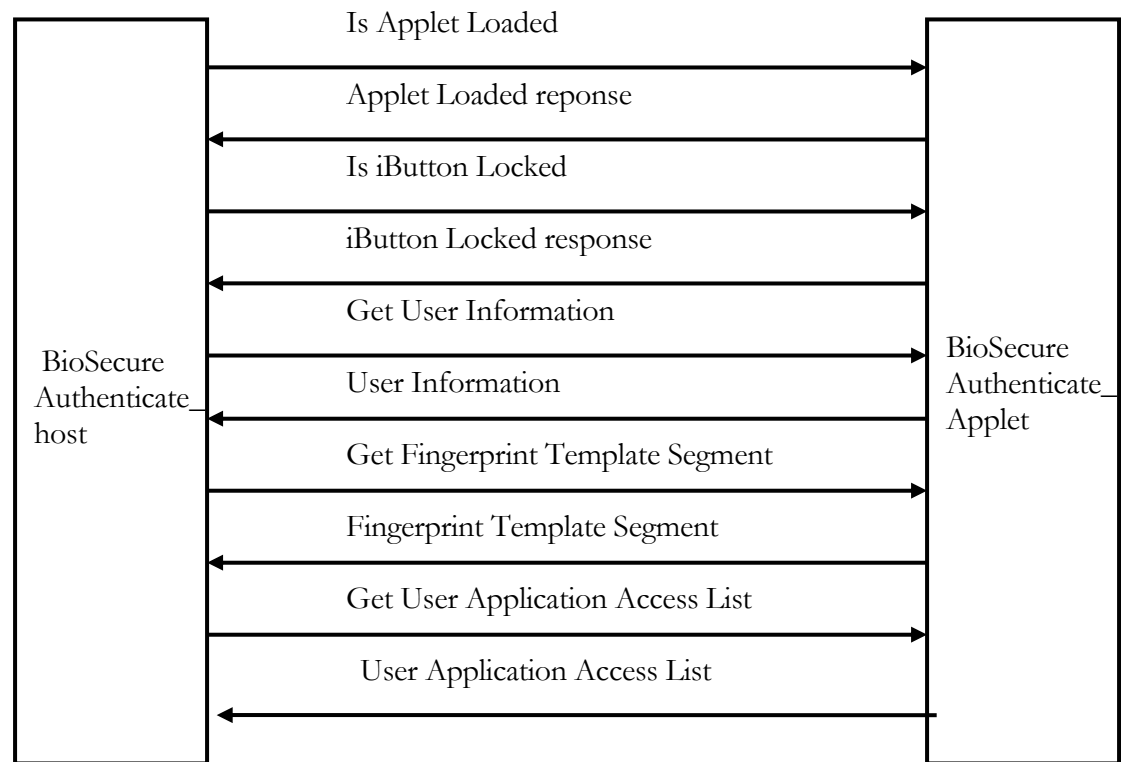 Is Applet Loaded
Applet Loaded reponse
Is iButton Locked
iButton Locked response
Get User Information
User Information
Get Fingerprint Template Segment
Fingerprint Template Segment
Get User Application Access List
User Application Access List
BioSecure
Authenticate_
host
BioSecure
Authenticate_
Applet